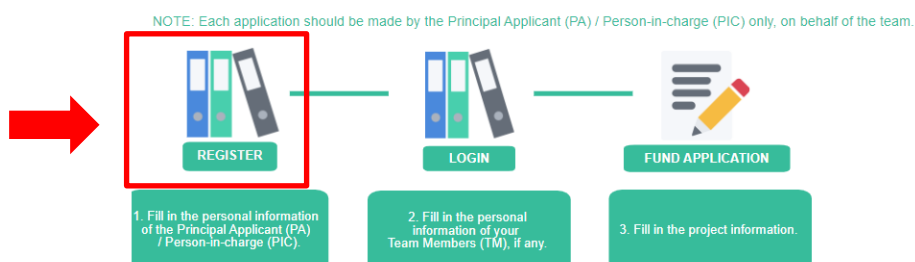 NOTE: Each application should be made by the Principal Applicant (PA) / Person-in-charge (PIC) only, on behalf of the team.
REGISTER
LOGIN
FUND APPLICATION
1. Fill in the personal information
of the Principal Applicant (PA)
/ Person-in-charge (PIC).
2. Fill in the personal
information of your
Team Members (TM), if any.
3. Fill in the project information.